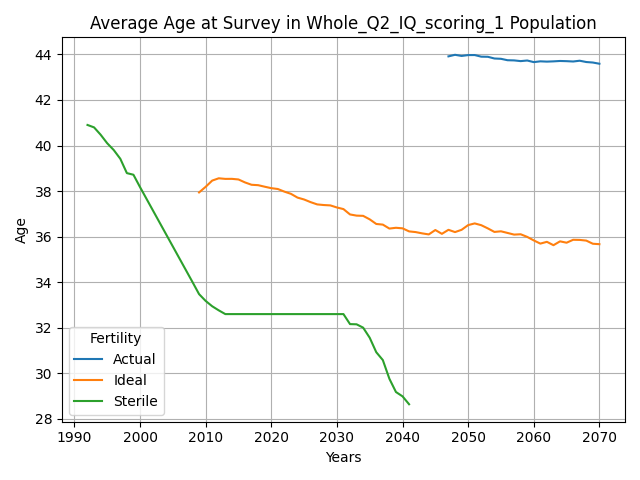 Average Age at Survey in Whole_Q2_IQ_scoring_1 Population
44
42
40
38
36
34
32
30
28
Age
Fertility
Actual
Ideal
Sterile
1990 2000 2010 2020 2030 2040 2050 2060 2070
Years